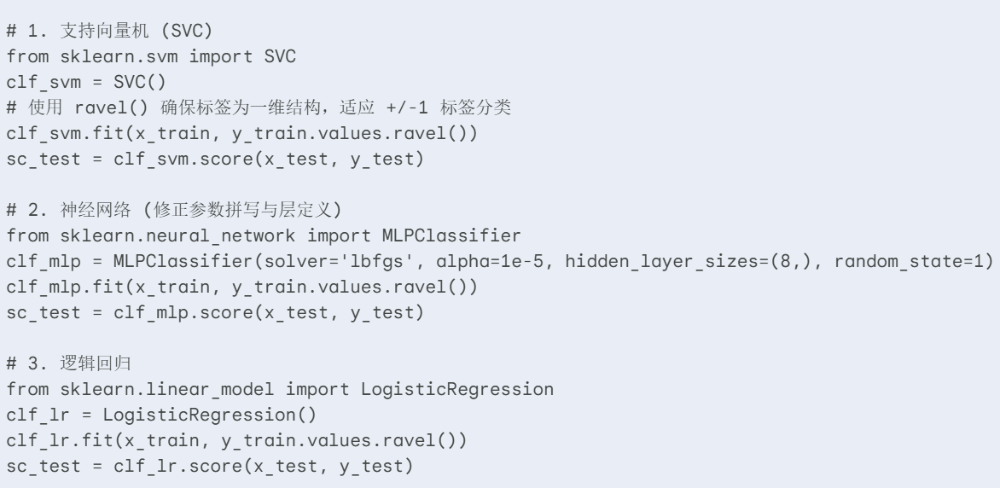 # 1. 支持向量机 (SVC)
from sklearn.svm import SVC
clf_svm = SVC()
# 使用 ravel() 确保标签为一维结构，适应 +/-1 标签分类
clf_svm.fit(x_train, y_train.values.ravel())
sc_test = clf_svm.score(x_test, y_test)

# 2. 神经网络 (修正参数拼写与层定义)
from sklearn.neural_network import MLPClassifier
clf_mlp = MLPClassifier(solver='lbfgs', alpha=1e-5, hidden_layer_sizes=(8,), random_state=1)
clf_mlp.fit(x_train, y_train.values.ravel())
sc_test = clf_mlp.score(x_test, y_test)

# 3. 逻辑回归
from sklearn.linear_model import LogisticRegression
clf_lr = LogisticRegression()
clf_lr.fit(x_train, y_train.values.ravel())
sc_test = clf_lr.score(x_test, y_test)